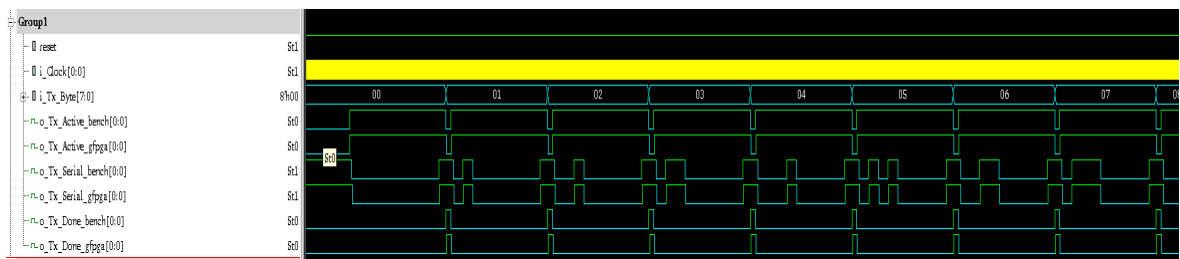 Group1
reset St1
i_Clock[0:0] St1
i_Tx_Byte[7:0] 8'h00 00 01 02 03 04 05 06 07
o_Tx_Active_bench[0:0] St0
o_Tx_Active_gfpga[0:0] St0
St0
o_Tx_Serial_bench[0:0] St1
o_Tx_Serial_gfpga[0:0] St1
o_Tx_Done_bench[0:0] St0
o_Tx_Done_gfpga[0:0] St0